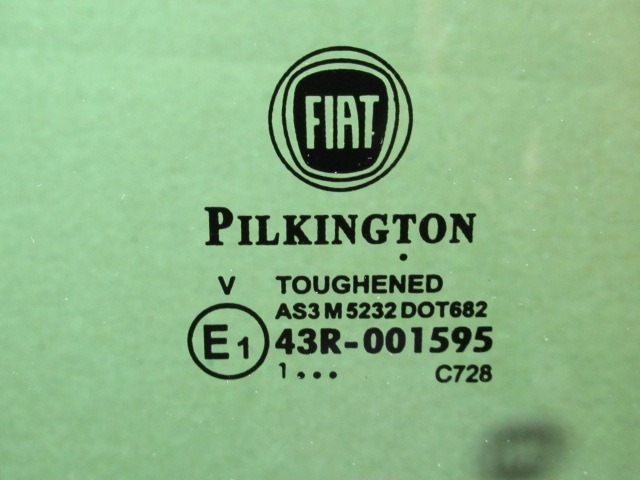 FIAT
PILKINGTON
V TOUGHENED
AS3 M 5232 DOT682
E1 43R-001595
1... C728